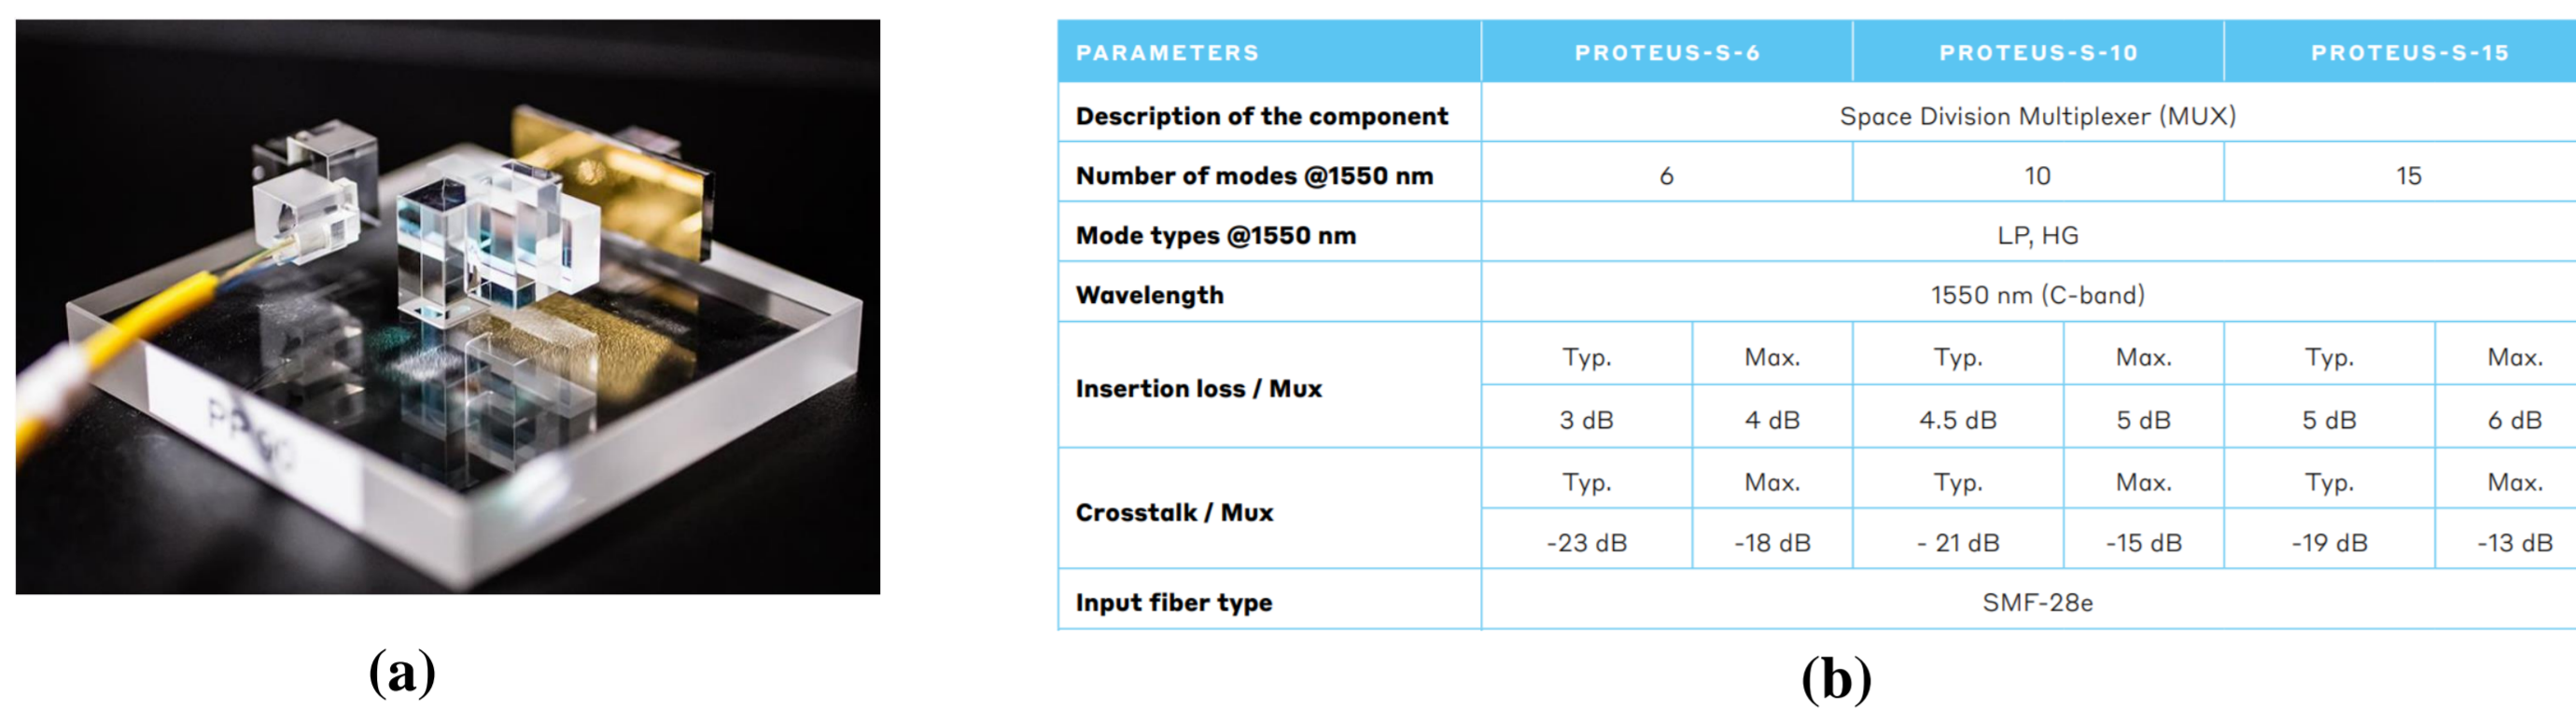 PARAMETERS PROTEUS-S-6 PROTEUS-S-10 PROTEUS-S-15
Description of the component Space Division Multiplexer (MUX)
Number of modes @1550 nm 6 10 15
Mode types @1550 nm LP, HG
Wavelength 1550 nm (C-band)
Insertion loss / Mux Typ. Max. Typ. Max. Typ. Max.
3 dB 4 dB 4.5 dB 5 dB 5 dB 6 dB
Crosstalk / Mux Typ. Max. Typ. Max. Typ. Max.
-23 dB -18 dB - 21 dB -15 dB -19 dB -13 dB
Input fiber type SMF-28e
(a) (b)